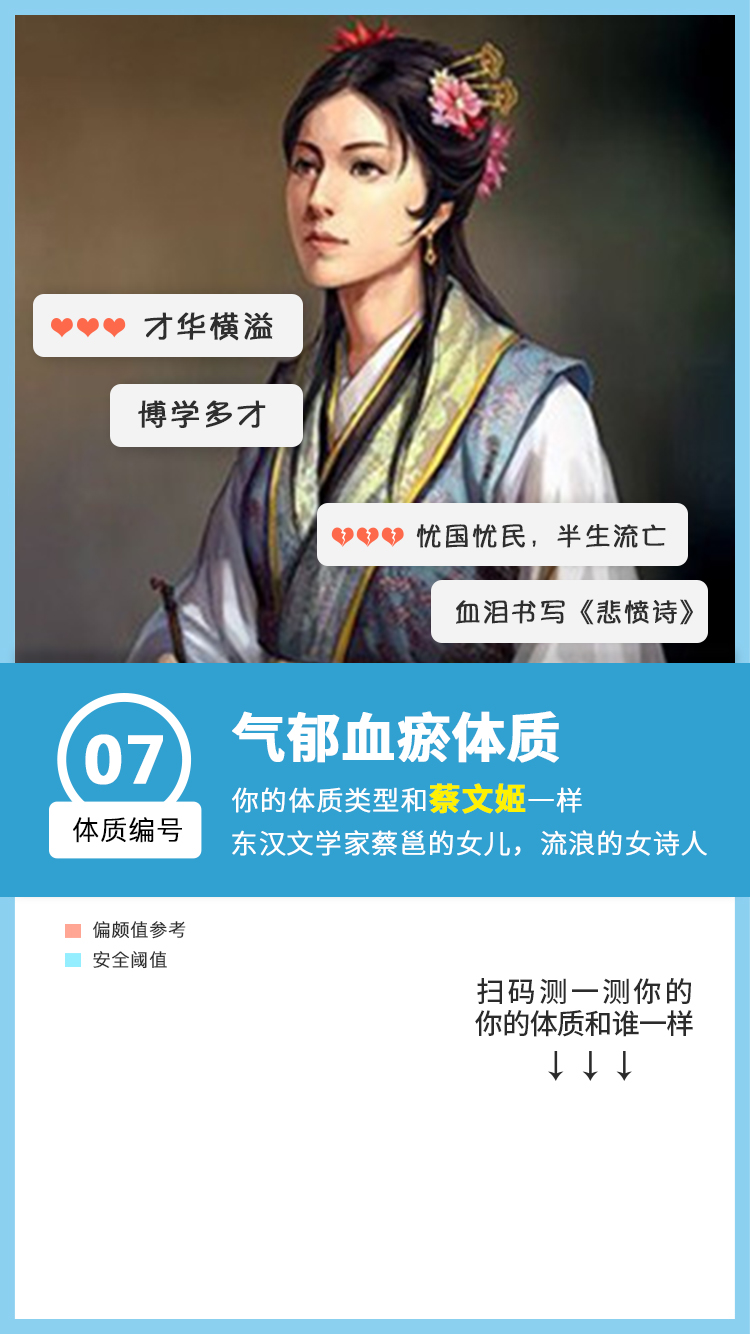 ❤❤❤ 才华横溢
博学多才
💔💔💔 忧国忧民，半生流亡
血泪书写《悲愤诗》
07
体质编号
气郁血瘀体质
你的体质类型和蔡文姬一样
东汉文学家蔡邕的女儿，流浪的女诗人
偏颇值参考
安全阈值
扫码测一测你的
你的体质和谁一样
↓ ↓ ↓